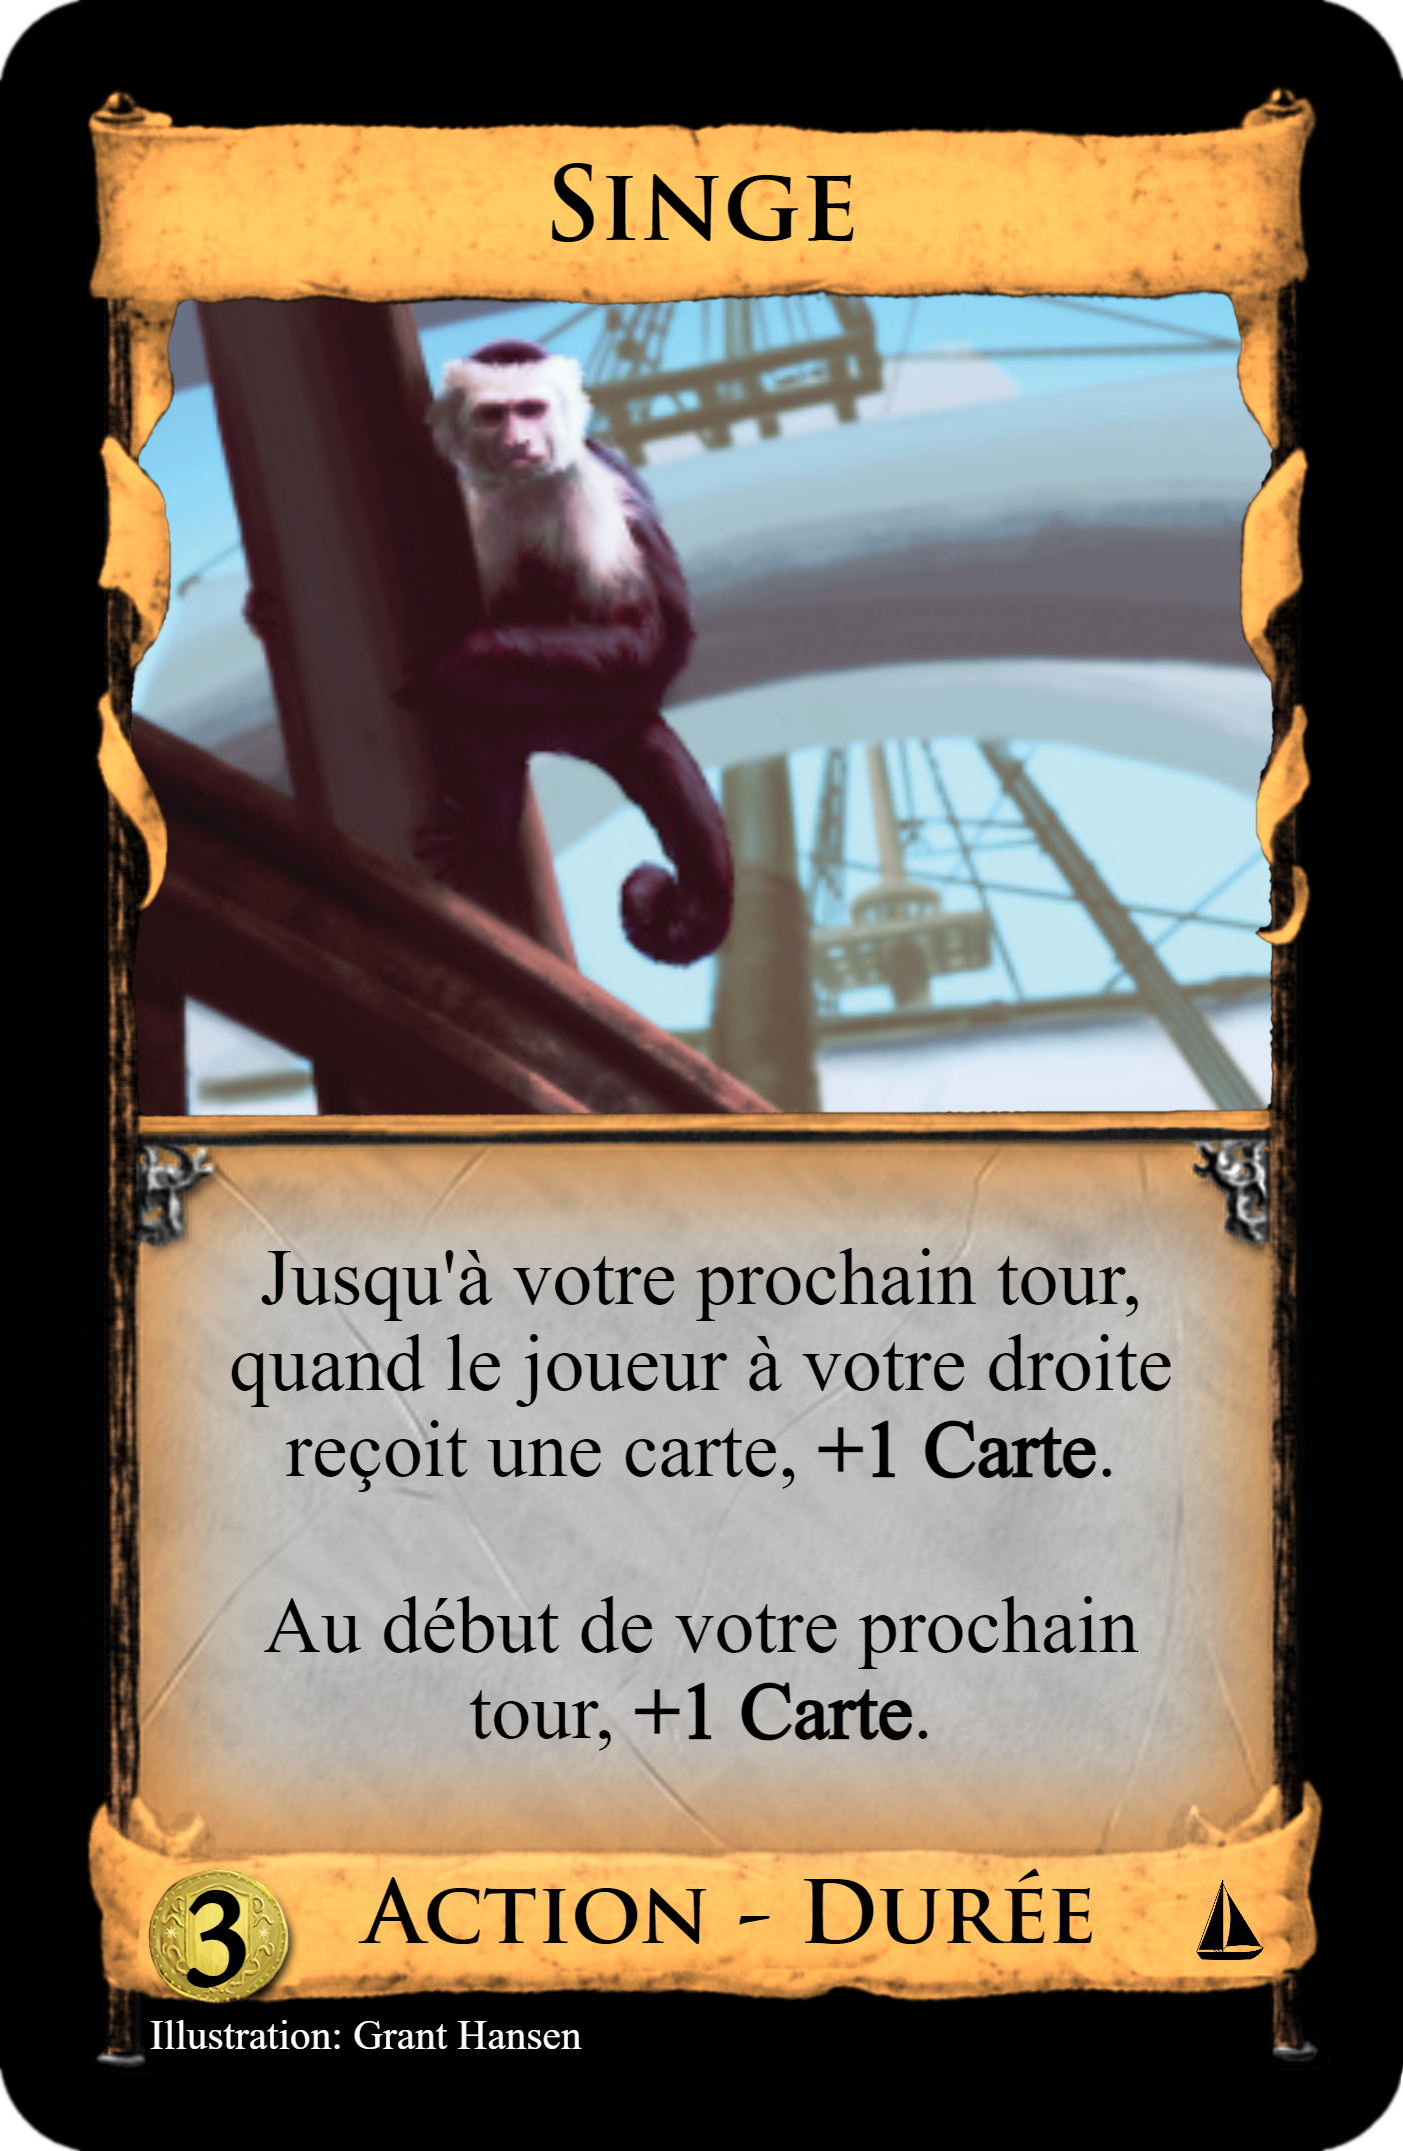 Singe
Jusqu'à votre prochain tour,
quand le joueur à votre droite
reçoit une carte, +1 Carte.
Au début de votre prochain
tour, +1 Carte.
3 Action - Durée
Illustration: Grant Hansen